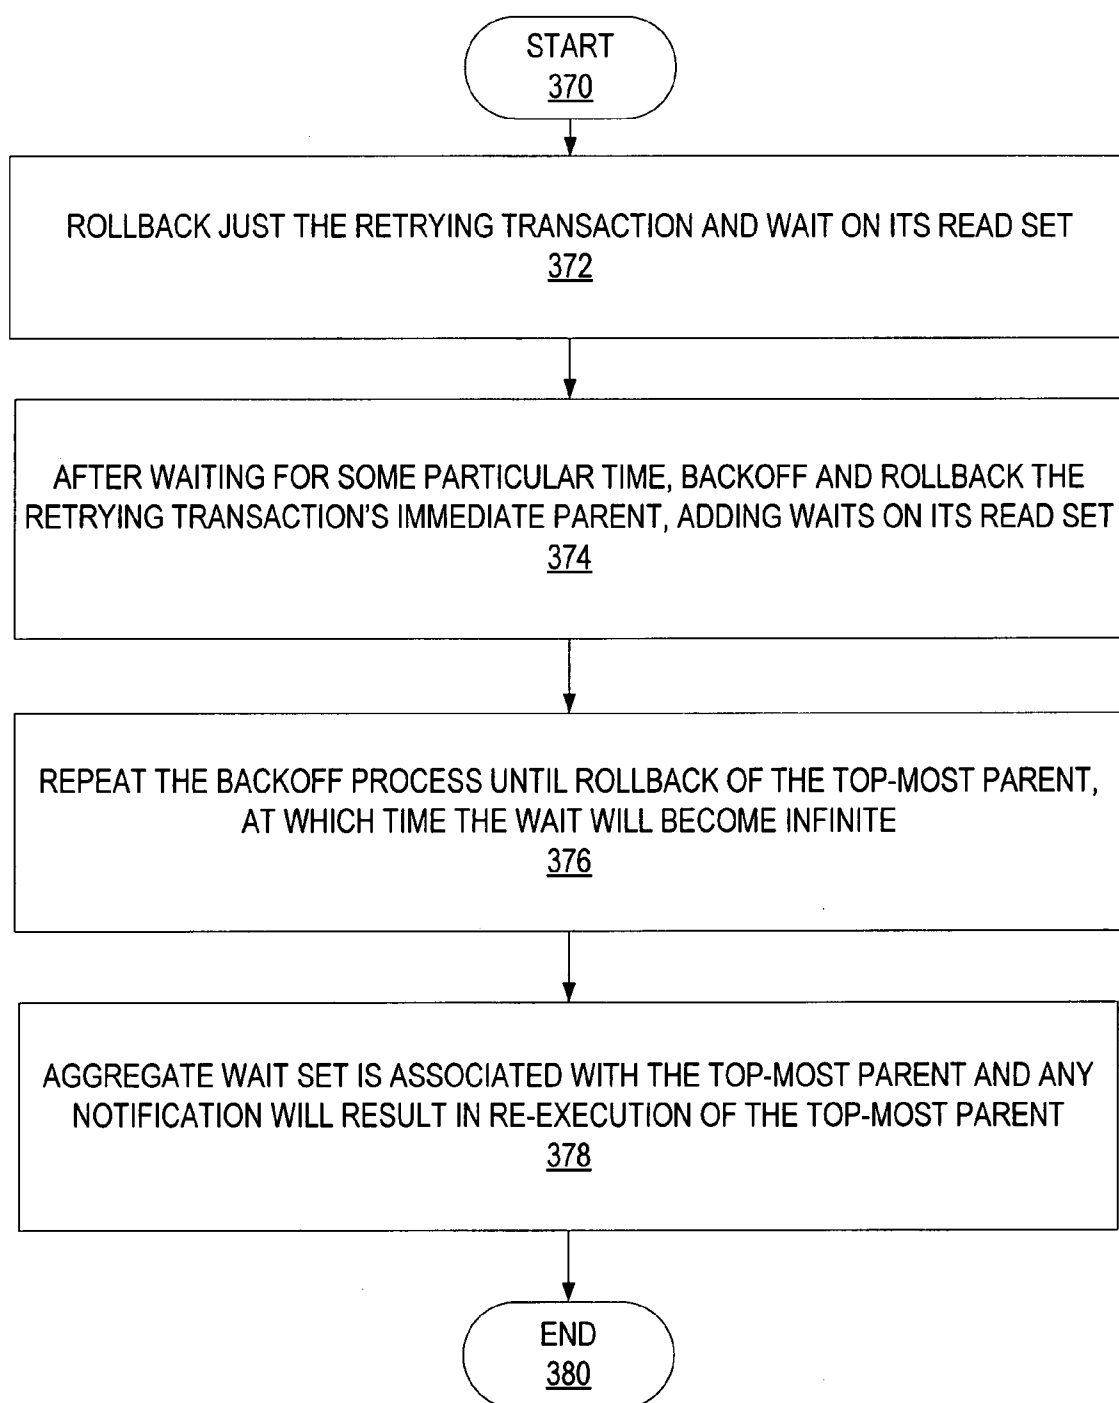 START
370
ROLLBACK JUST THE RETRYING TRANSACTION AND WAIT ON ITS READ SET
372
AFTER WAITING FOR SOME PARTICULAR TIME, BACKOFF AND ROLLBACK THE
RETRYING TRANSACTION'S IMMEDIATE PARENT, ADDING WAITS ON ITS READ SET
374
REPEAT THE BACKOFF PROCESS UNTIL ROLLBACK OF THE TOP-MOST PARENT,
AT WHICH TIME THE WAIT WILL BECOME INFINITE
376
AGGREGATE WAIT SET IS ASSOCIATED WITH THE TOP-MOST PARENT AND ANY
NOTIFICATION WILL RESULT IN RE-EXECUTION OF THE TOP-MOST PARENT
378
END
380